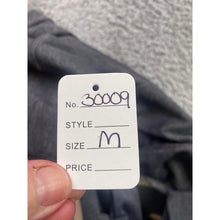 No. 30009
STYLE
SIZE M
PRICE